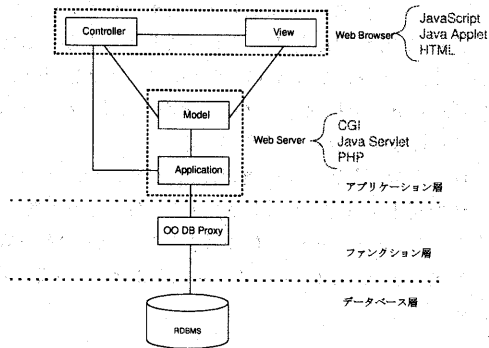 Controller
View
Web Browser
JavaScript
Java Applet
HTML
Model
Web Server
CGI
Java Servlet
PHP
Application
アプリケーション層
OO DB Proxy
ファンクション層
データベース層
RDBMS